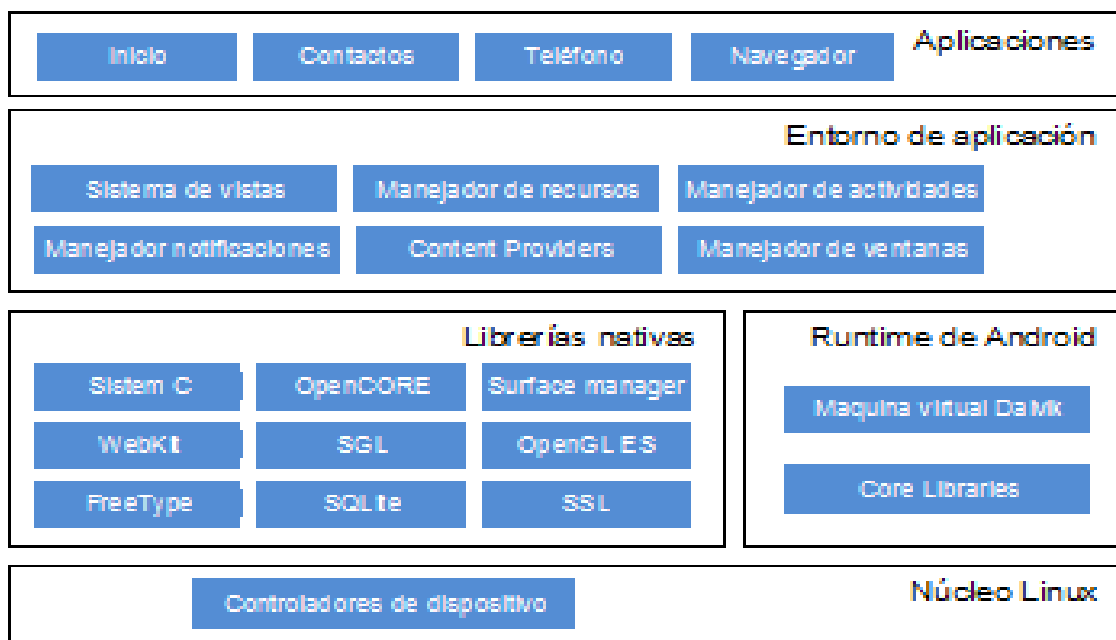 Aplicaciones
Inicio Contactos Teléfono Navegador
Entorno de aplicación
Sistema de vistas Manejador de recursos Manejador de actividades
Manejador notificaciones Content Providers Manejador de ventanas
Librerías nativas
Sistem C OpenCORE Surface manager
WebKit SGL OpenGL ES
FreeType SQLite SSL
Runtime de Android
Maquina virtual Dalvik
Core Libraries
Núcleo Linux
Controladores de dispositivo